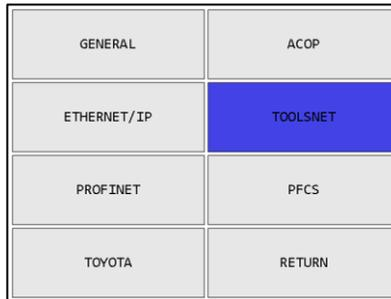 GENERAL
ACOP
ETHERNET/IP
TOOLSNET
PROFINET
PFCS
TOYOTA
RETURN